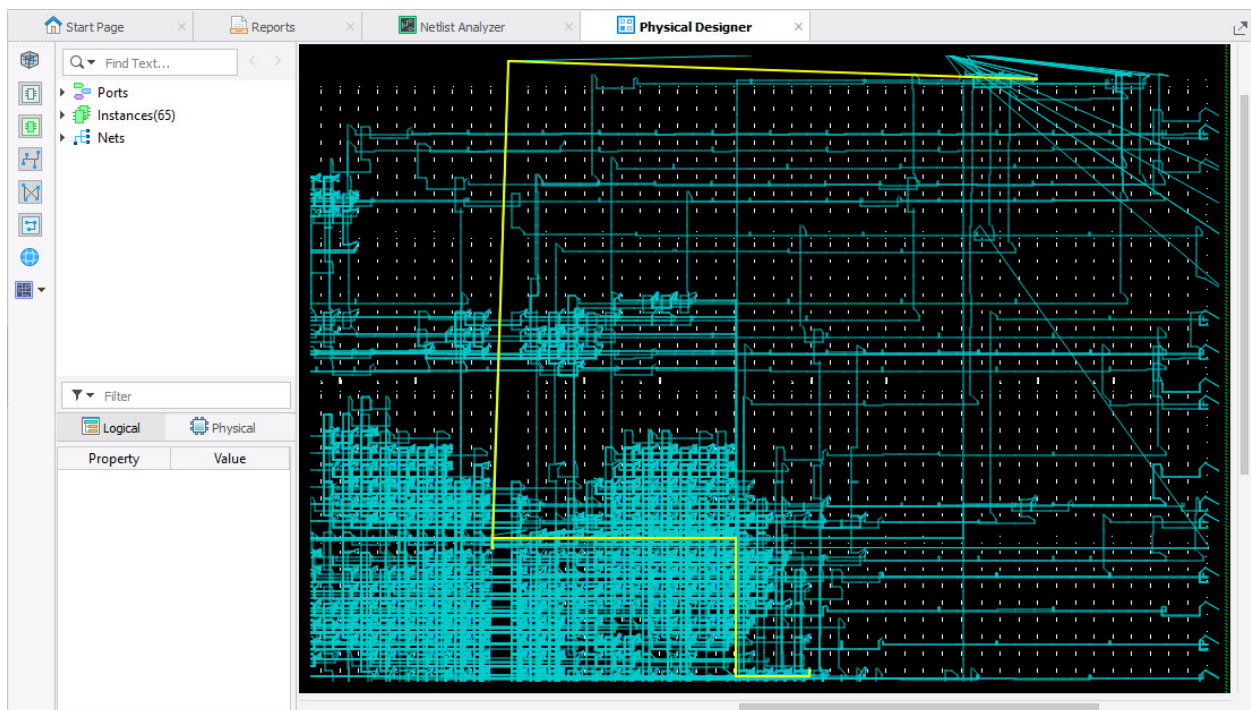 Start Page
Reports
Netlist Analyzer
Physical Designer
Find Text...
Ports
Instances(65)
Nets
Filter
Logical
Physical
Property
Value